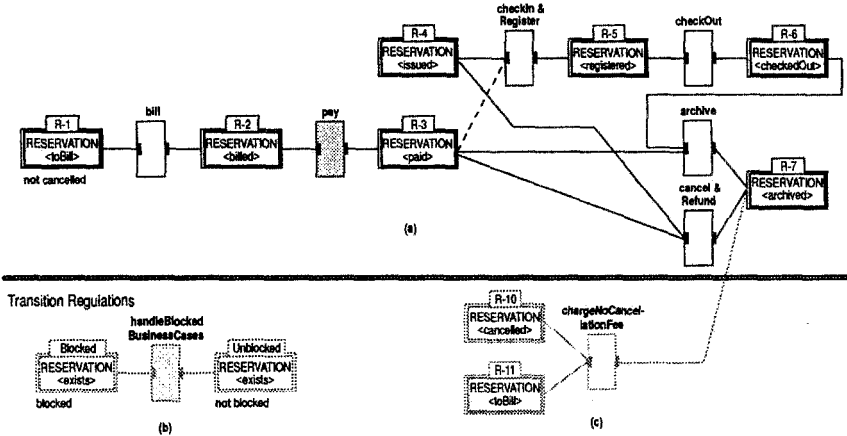 checkIn &
Register
checkOut
R-4
RESERVATION
<issued>
R-5
RESERVATION
<registered>
R-6
RESERVATION
<checkedOut>
bill
pay
archive
R-1
RESERVATION
<toBill>
not cancelled
R-2
RESERVATION
<billed>
R-3
RESERVATION
<paid>
R-7
RESERVATION
<archived>
cancel &
Refund
(a)
Transition Regulations
handleBlocked
BusinessCases
Blocked
RESERVATION
<exists>
blocked
Unblocked
RESERVATION
<exists>
not blocked
(b)
R-10
RESERVATION
<cancelled>
chargeNoCancel-
lationFee
R-11
RESERVATION
<toBill>
(c)